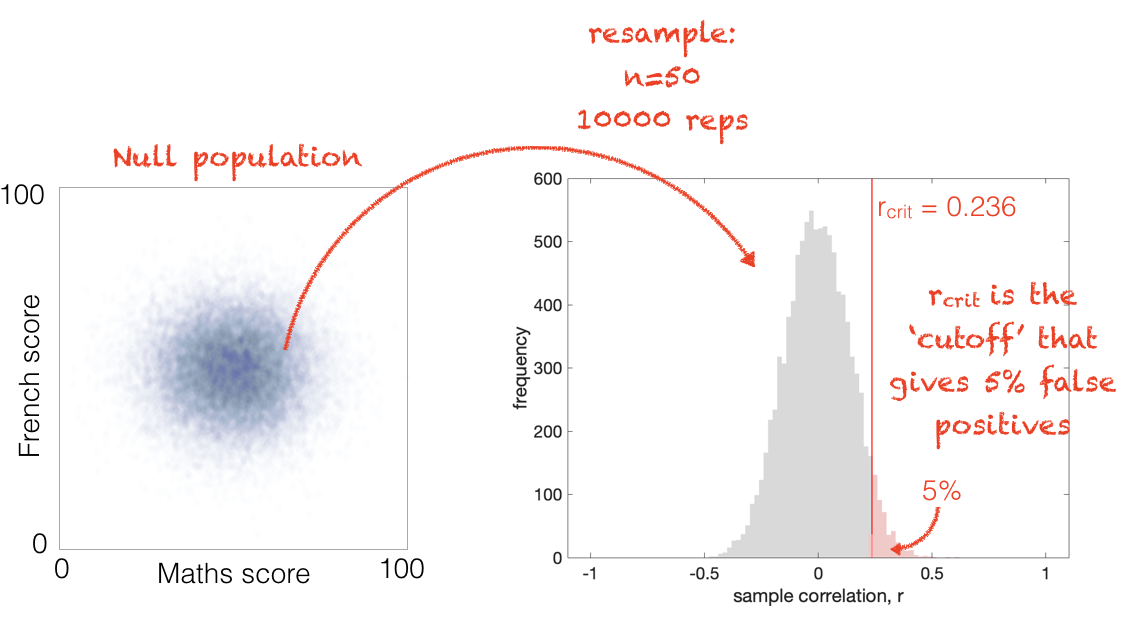 resample:
n=50
10000 reps
Null population
100
French score
0
0
Maths score
100
600
500
400
300
200
100
0
frequency
-1
-0.5
0
0.5
1
sample correlation, r
rcrit = 0.236
rcrit is the
‘cutoff’ that
gives 5% false
positives
5%